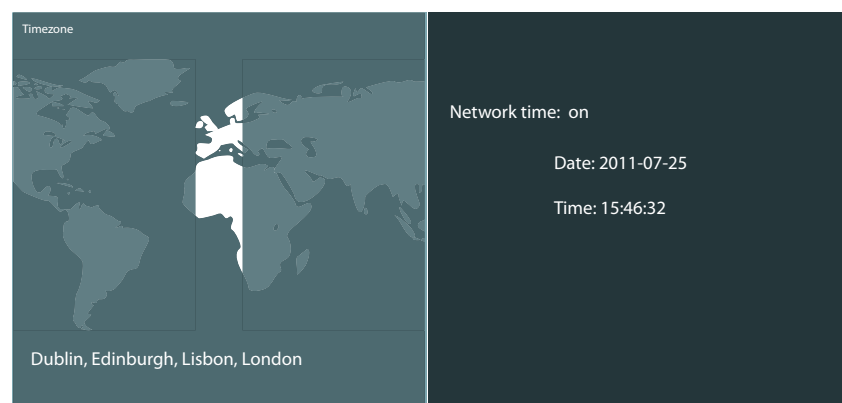 Timezone
Dublin, Edinburgh, Lisbon, London
Network time: on
Date: 2011-07-25
Time: 15:46:32